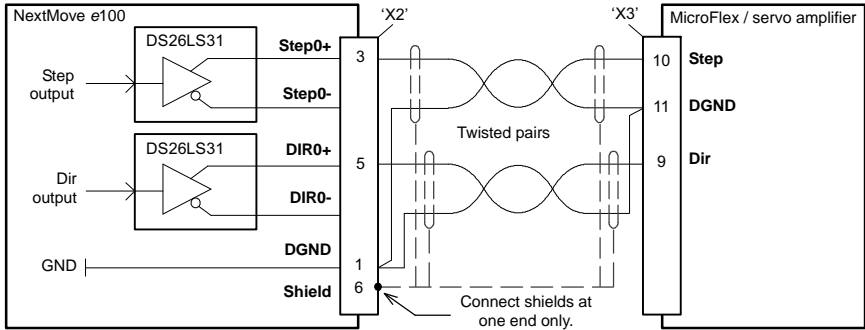 NextMove e100
'X2'
'X3'
MicroFlex / servo amplifier
DS26LS31
Step0+
3
10
Step
Step
output
Step0-
11
DGND
Twisted pairs
DS26LS31
DIR0+
5
9
Dir
Dir
output
DIR0-
DGND
GND
1
Shield
6
Connect shields at
one end only.